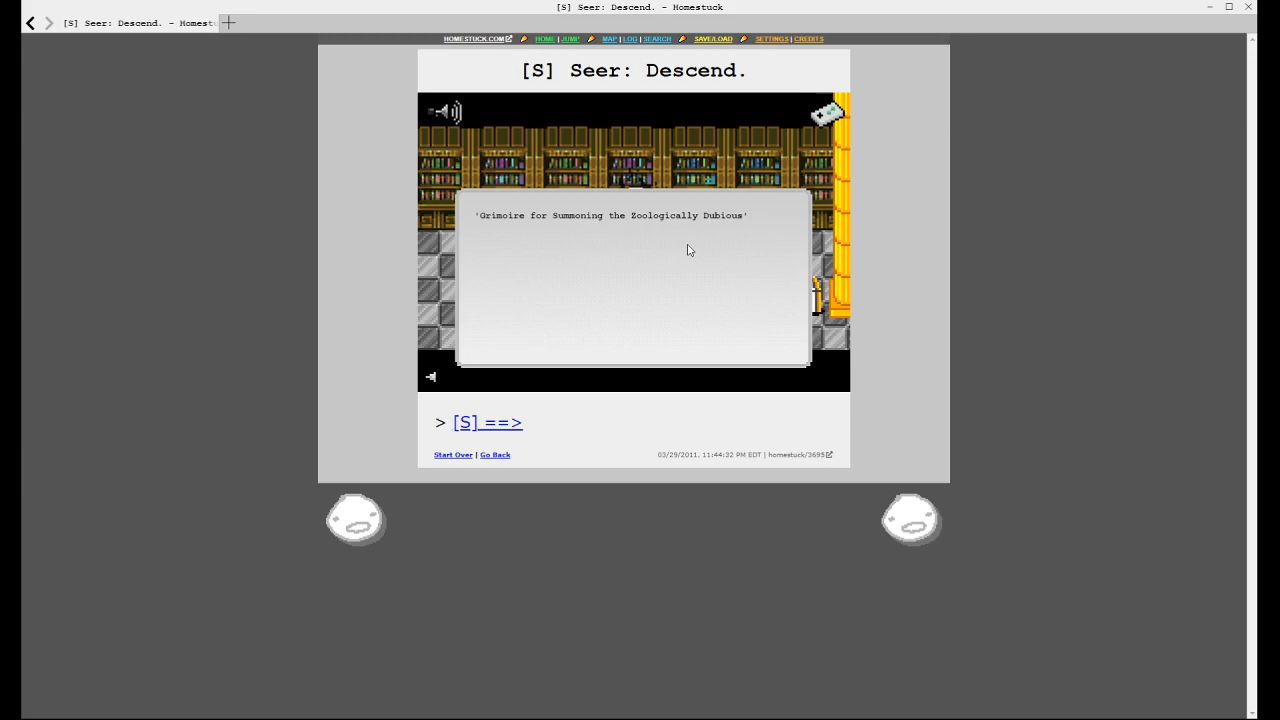 [S] Seer: Descend. - Homestuck
[S] Seer: Descend. - Homest
HOMESTUCK.COM HOME | JUMP MAP | LOG | SEARCH SAVE/LOAD SETTINGS | CREDITS
[S] Seer: Descend.
'Grimoire for Summoning the Zoologically Dubious'
> [S] ==>
Start Over | Go Back 03/29/2011, 11:44:32 PM EDT | homestuck/3695